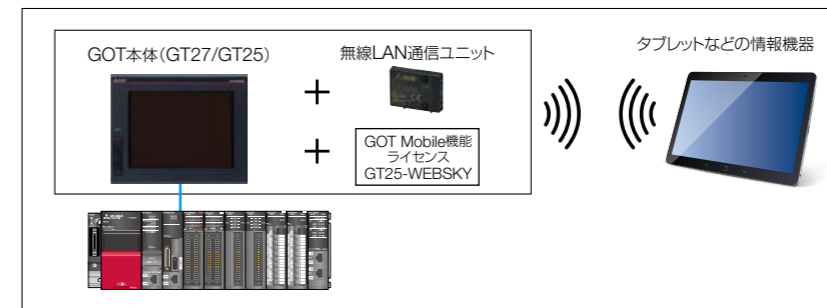 GOT本体(GT27/GT25)
無線LAN通信ユニット
タブレットなどの情報機器
+
+
GOT Mobile機能
ライセンス
GT25-WEBSKY